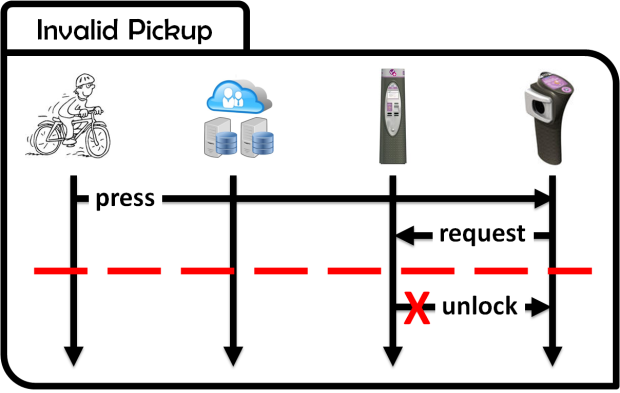 Invalid Pickup
press
request
X unlock